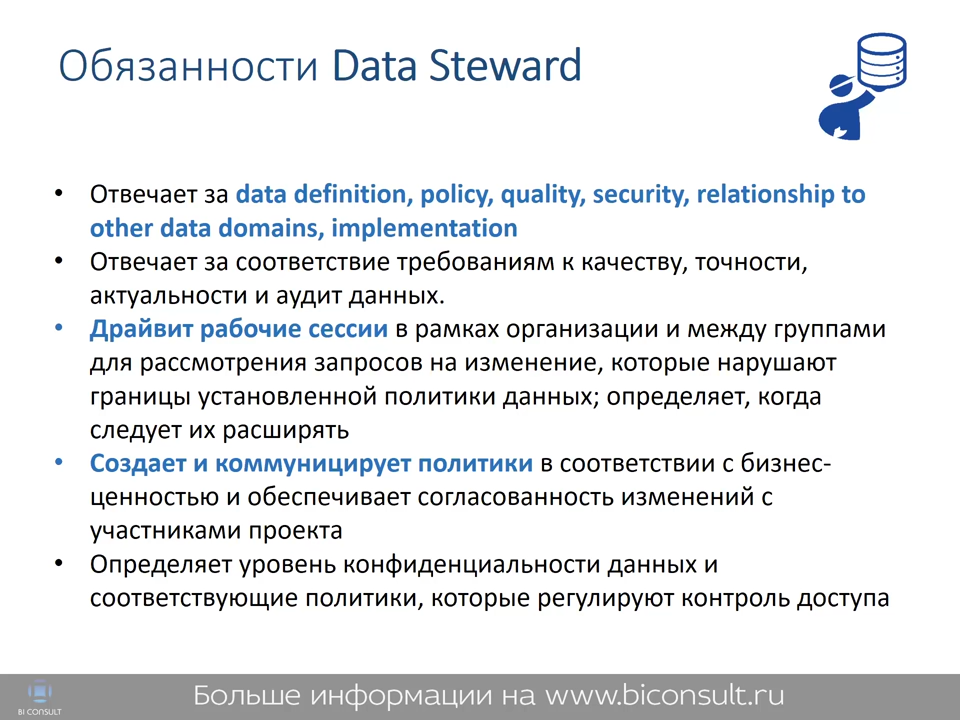 Обязанности Data Steward
• Отвечает за data definition, policy, quality, security, relationship to
other data domains, implementation
• Отвечает за соответствие требованиям к качеству, точности,
актуальности и аудит данных.
• Драйвит рабочие сессии в рамках организации и между группами
для рассмотрения запросов на изменение, которые нарушают
границы установленной политики данных; определяет, когда
следует их расширять
• Создает и коммуницирует политики в соответствии с бизнес-
ценностью и обеспечивает согласованность изменений с
участниками проекта
• Определяет уровень конфиденциальности данных и
соответствующие политики, которые регулируют контроль доступа
BI CONSULT
Больше информации на www.biconsult.ru